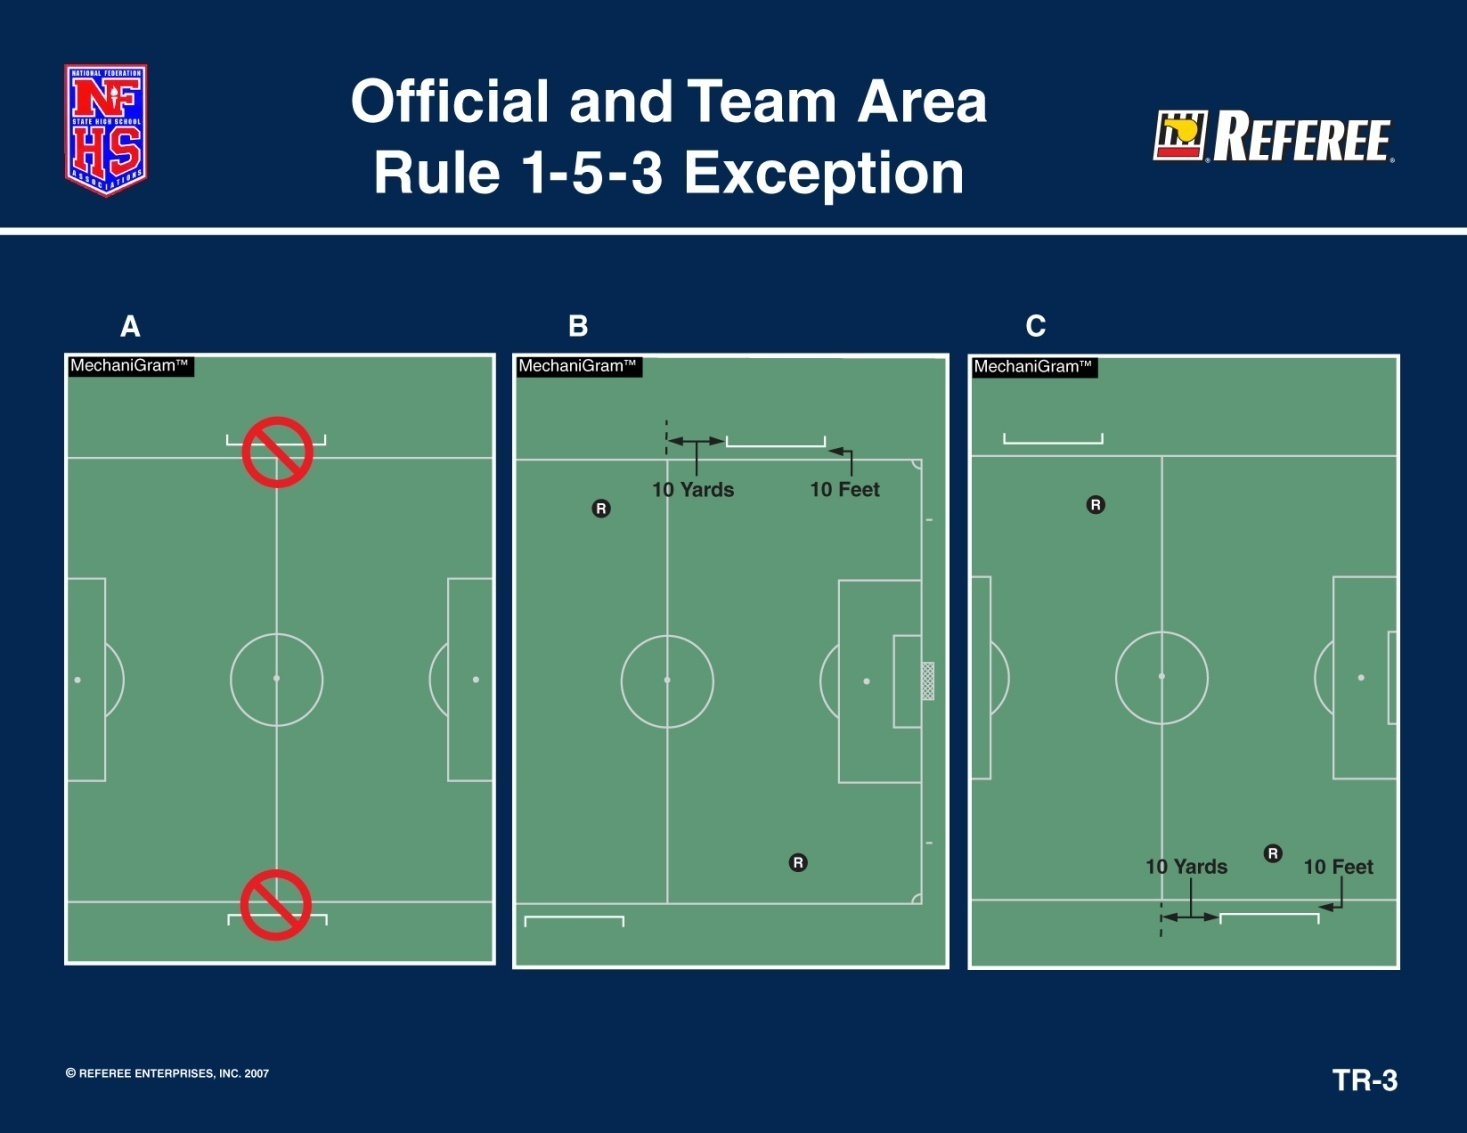 NATIONAL FEDERATION
NF
STATE HIGH SCHOOL
HS
ASSOCIATIONS
Official and Team Area
Rule 1-5-3 Exception
REFEREE®
A
B
C
MechaniGram™
MechaniGram™
MechaniGram™
10 Yards
10 Feet
R
R
R
R
10 Yards
10 Feet
© REFEREE ENTERPRISES, INC. 2007
TR-3